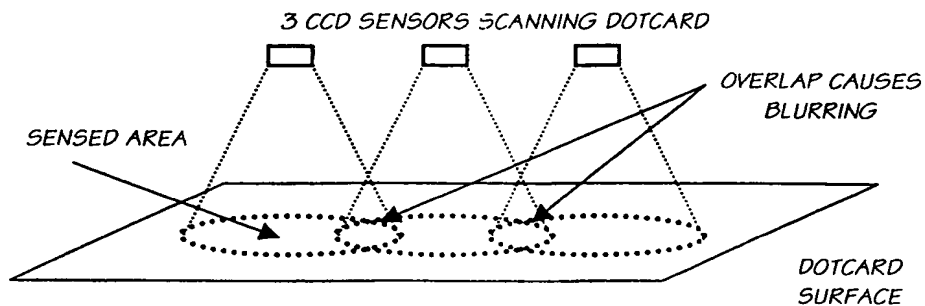 3 CCD SENSORS SCANNING DOTCARD
OVERLAP CAUSES
BLURRING
SENSED AREA
DOTCARD
SURFACE